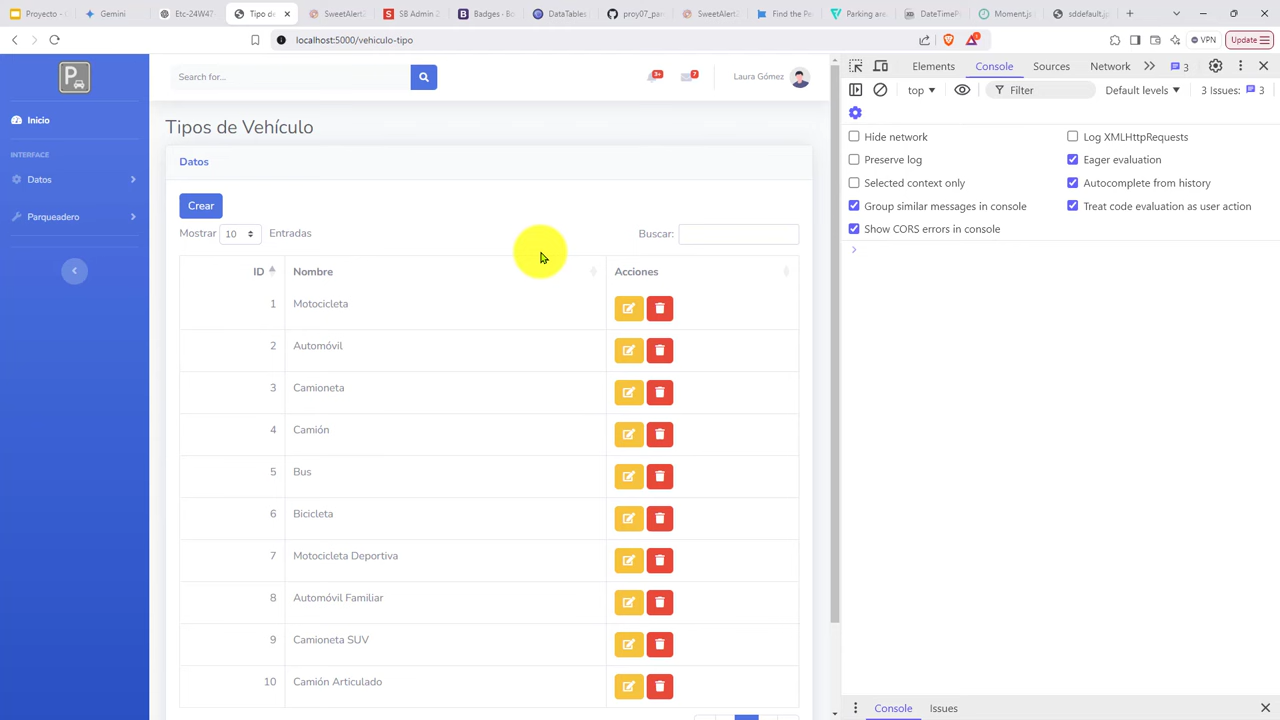 Proyecto - Gemini Etc-24W47- Tipo de SweetAlert2 SB Admin 2 Badges - Bo DataTables proy07_pa SweetAlert Find the Pe Parking are DateTimeP Moment.js sddefault.jp
localhost:5000/vehiculo-tipo VPN Update
P Search for... 3+ 7 Laura Gómez
Elements Console Sources Network 3
top Filter Default levels 3 Issues: 3
Tipos de Vehículo
Inicio
INTERFACE
Datos
Parqueadero
Datos
Crear
Mostrar 10 Entradas Buscar:
ID Nombre Acciones
1 Motocicleta
2 Automóvil
3 Camioneta
4 Camión
5 Bus
6 Bicicleta
7 Motocicleta Deportiva
8 Automóvil Familiar
9 Camioneta SUV
10 Camión Articulado
Hide network Log XMLHttpRequests
Preserve log Eager evaluation
Selected context only Autocomplete from history
Group similar messages in console Treat code evaluation as user action
Show CORS errors in console
Console Issues